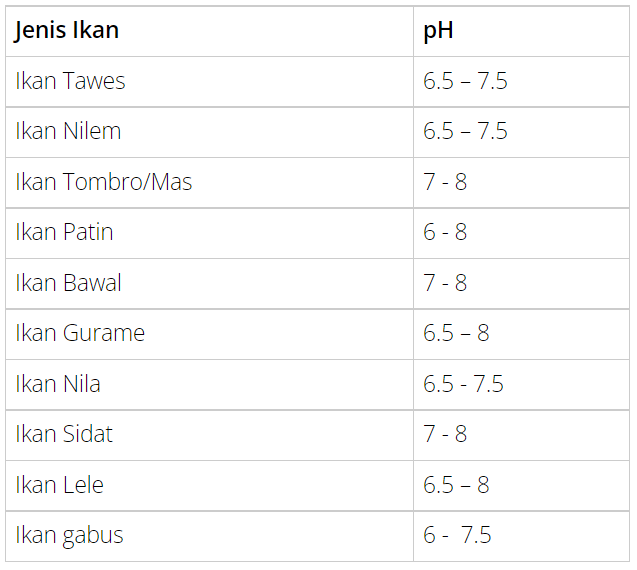 Jenis Ikan pH
Ikan Tawes 6.5 – 7.5
Ikan Nilem 6.5 – 7.5
Ikan Tombro/Mas 7 - 8
Ikan Patin 6 - 8
Ikan Bawal 7 - 8
Ikan Gurame 6.5 – 8
Ikan Nila 6.5 - 7.5
Ikan Sidat 7 - 8
Ikan Lele 6.5 – 8
Ikan gabus 6 -  7.5